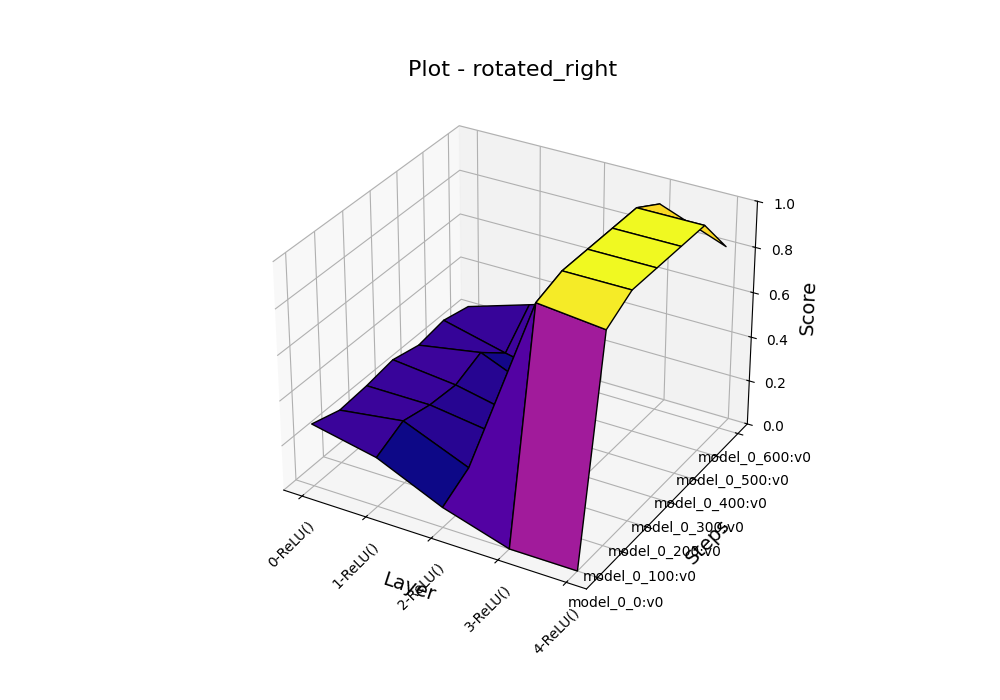 Plot - rotated_right
1.0
0.8
0.6
0.4
0.2
0.0
Score
model_0_600:v0
model_0_500:v0
model_0_400:v0
model_0_300:v0
model_0_200:v0
model_0_100:v0
model_0_0:v0
Steps
0-ReLU()
1-ReLU()
2-ReLU()
3-ReLU()
4-ReLU()
Layer